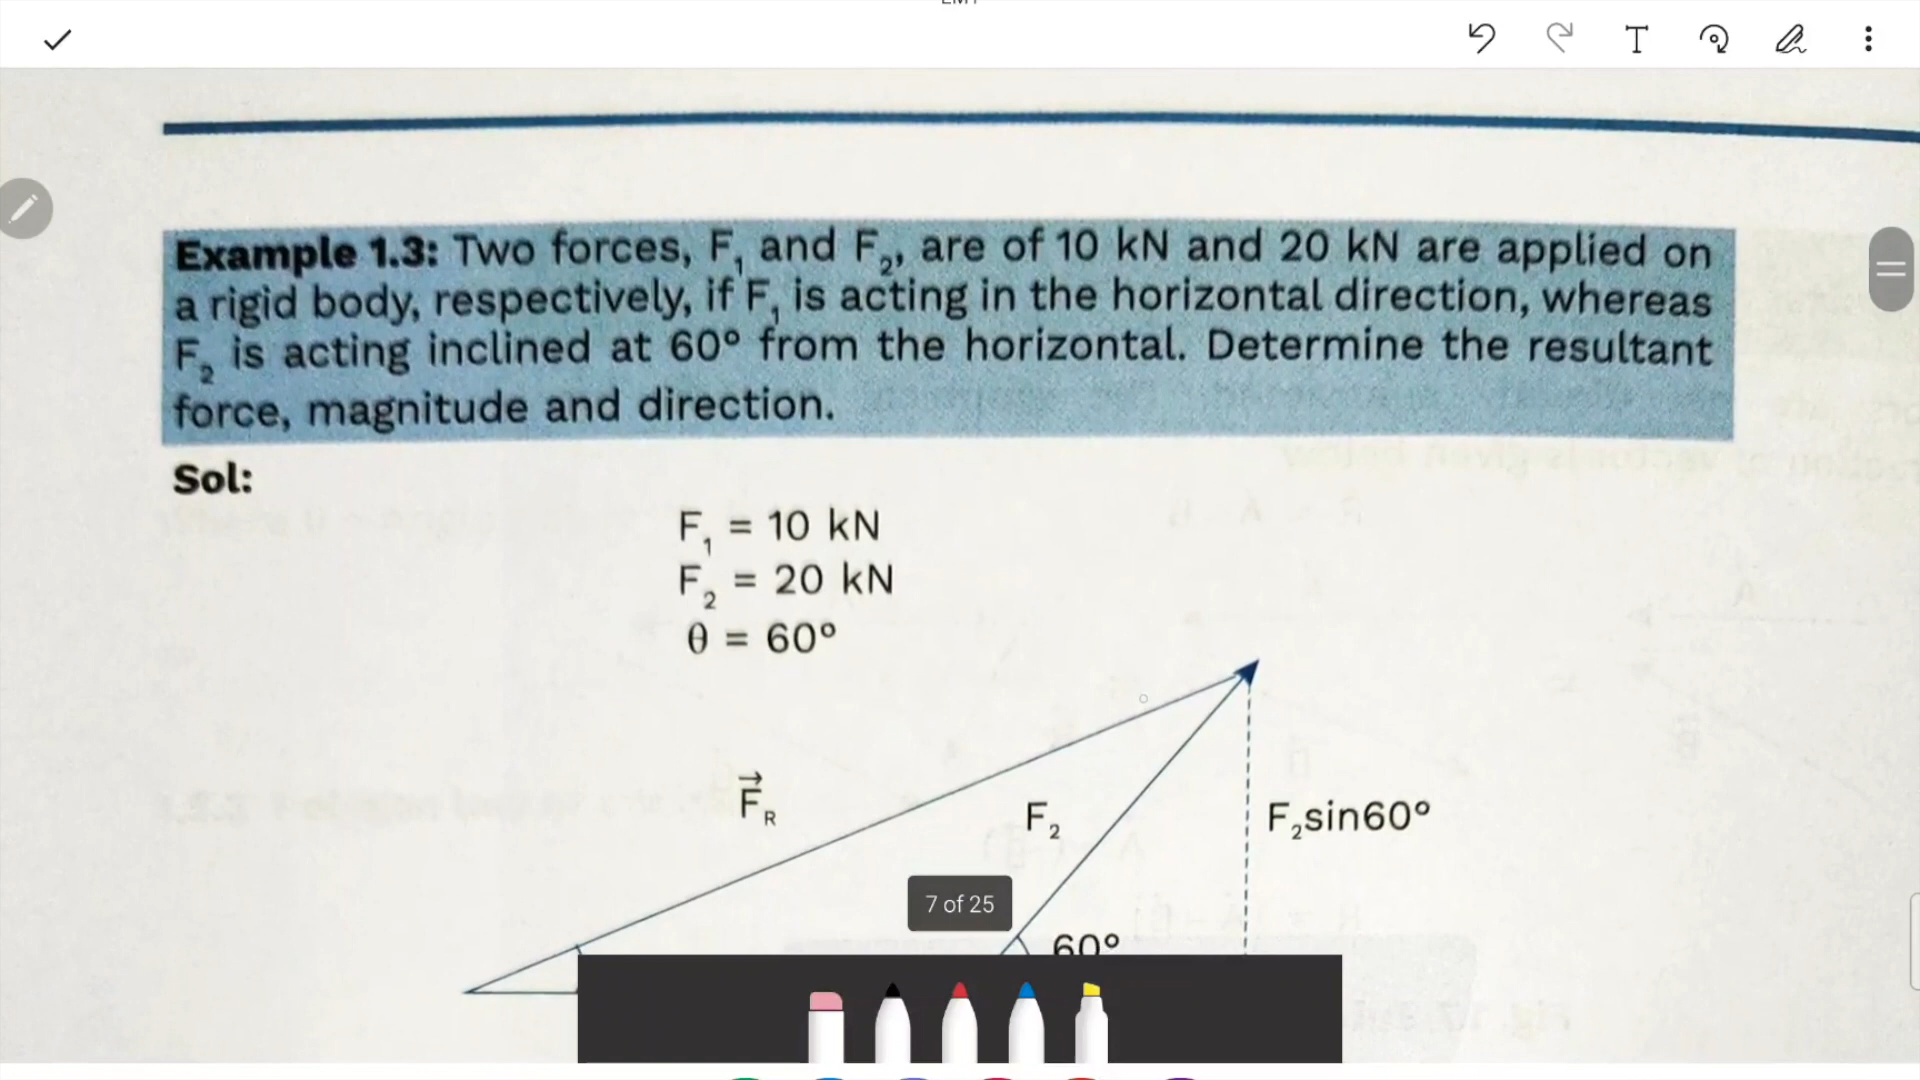 Example 1.3: Two forces, F₁ and F₂, are of 10 kN and 20 kN are applied on
a rigid body, respectively, if F₁ is acting in the horizontal direction, whereas
F₂ is acting inclined at 60° from the horizontal. Determine the resultant
force, magnitude and direction.
Sol:
F₁ = 10 kN
F₂ = 20 kN
θ = 60°
F⃗R
F₂
F₂sin60°
7 of 25
60°